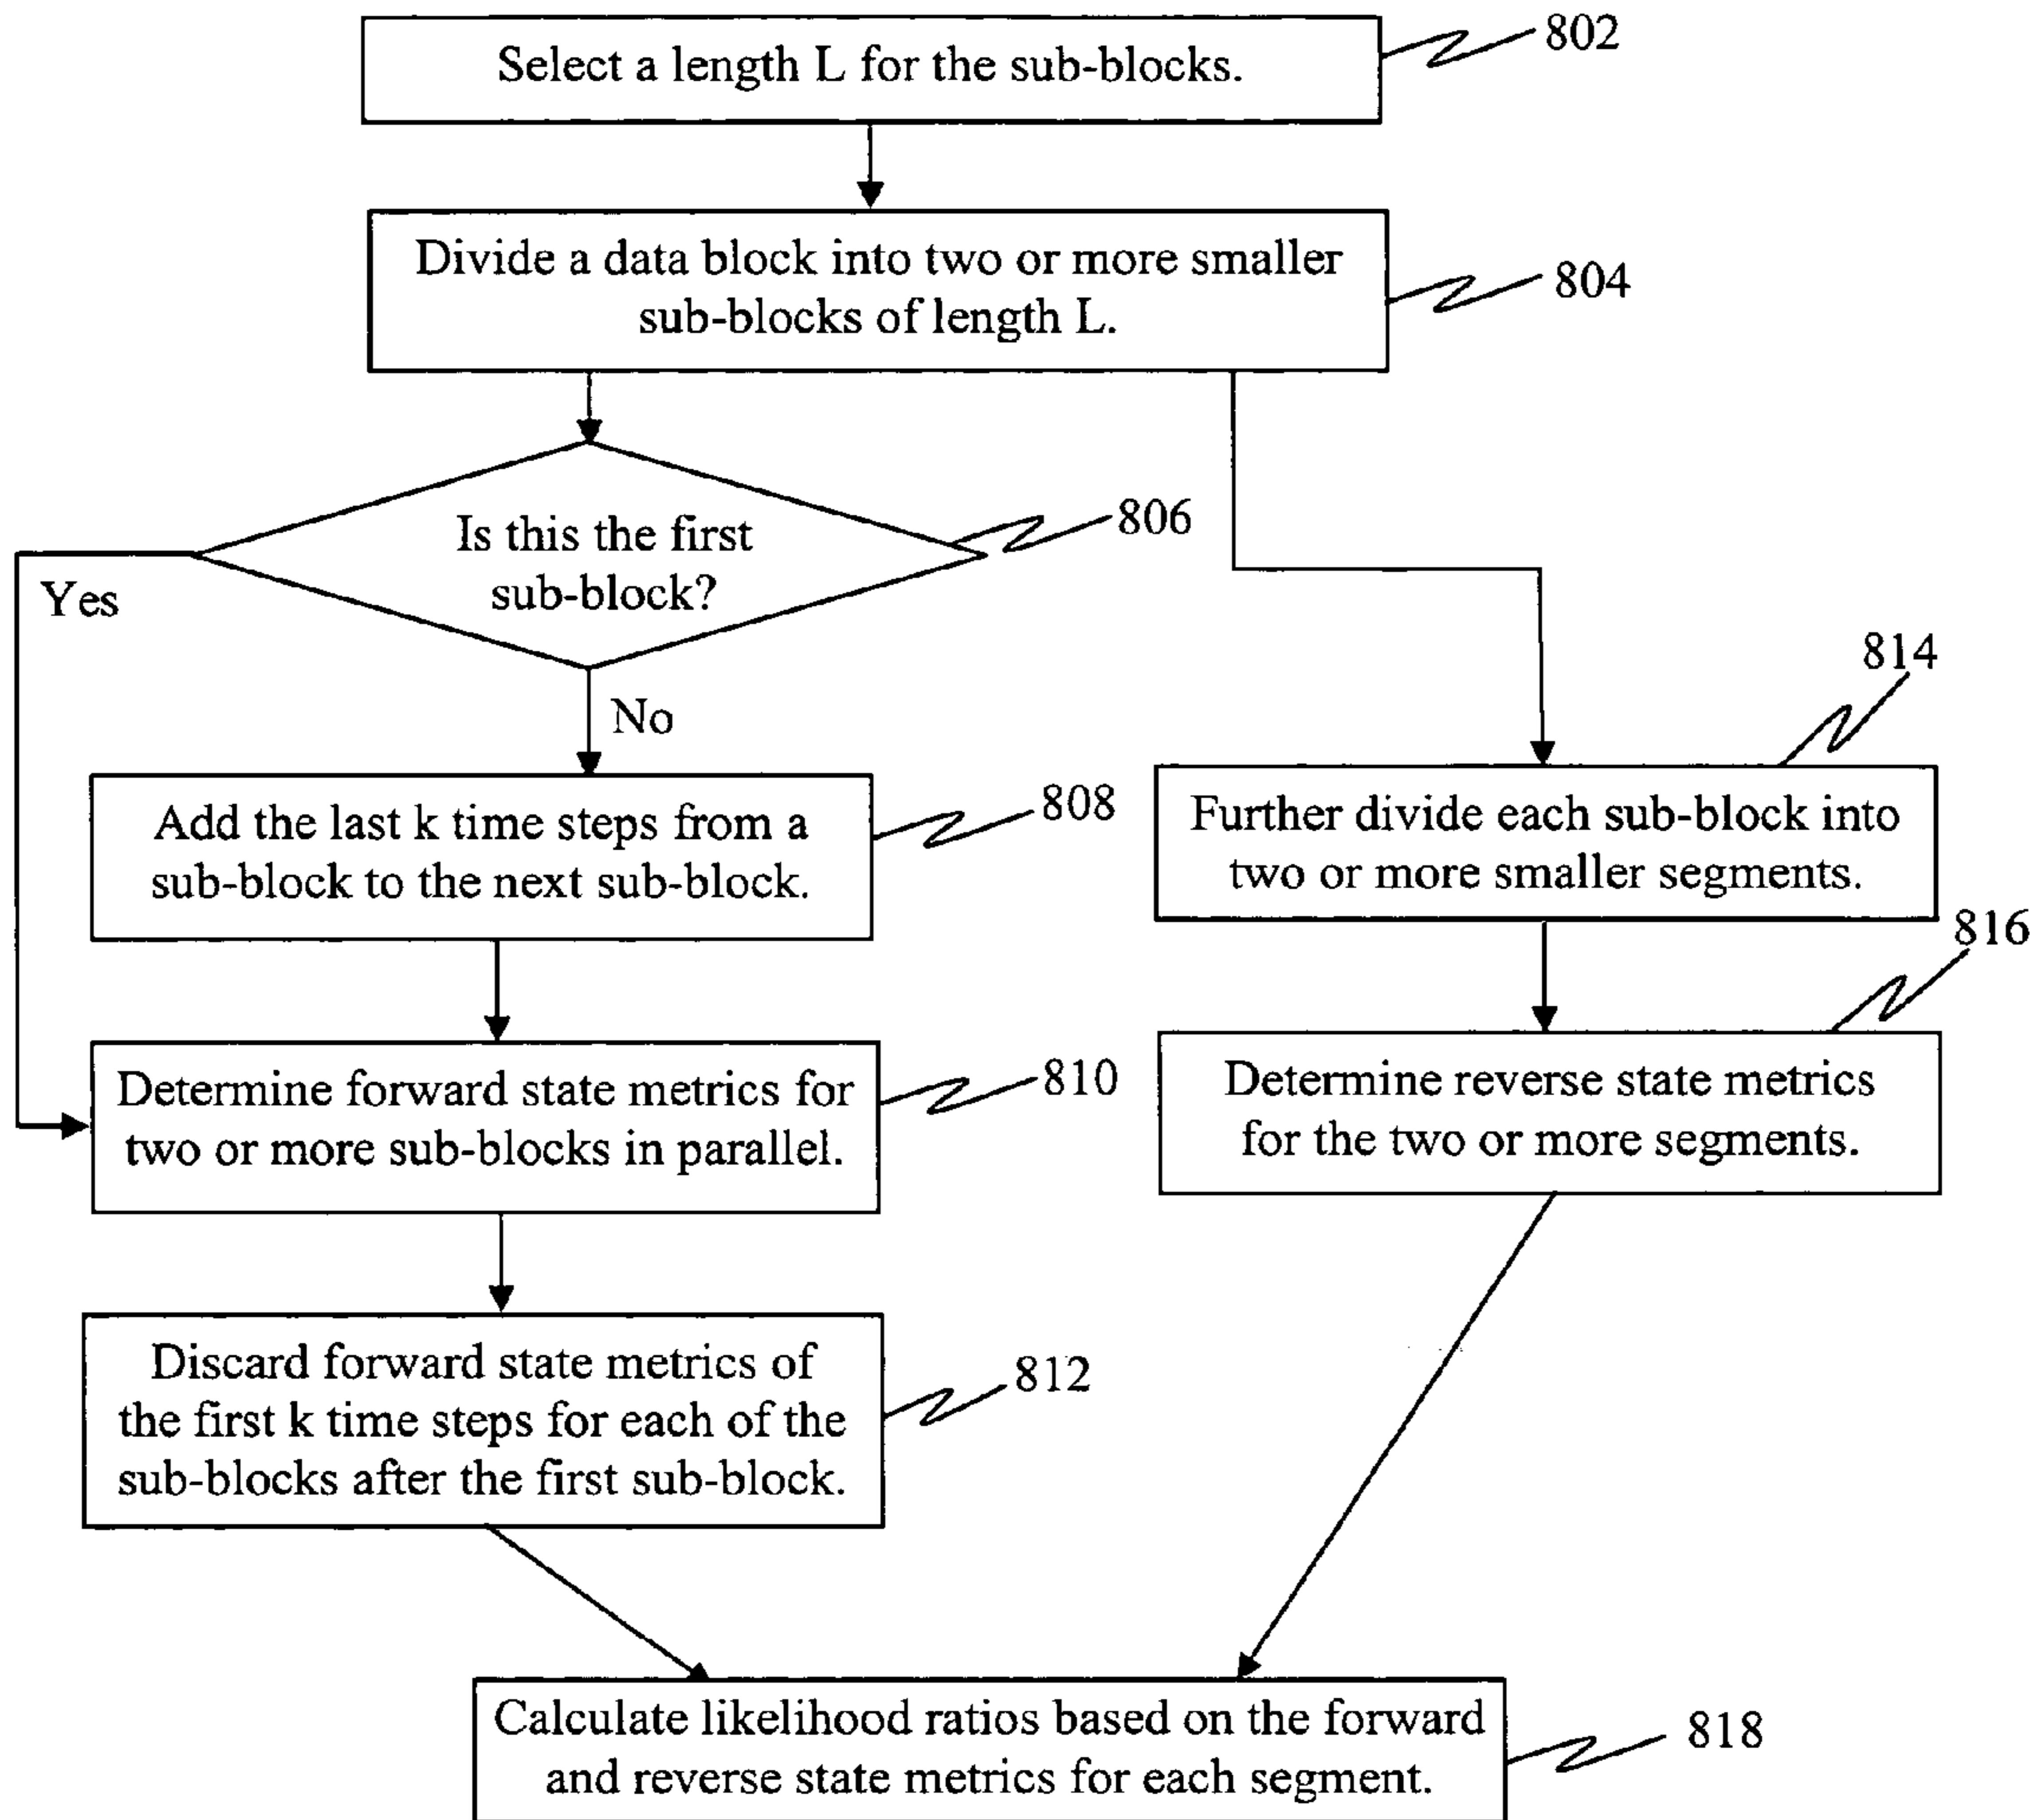 Select a length L for the sub-blocks.
802
Divide a data block into two or more smaller
sub-blocks of length L.
804
Is this the first
sub-block?
806
Yes
No
Add the last k time steps from a
sub-block to the next sub-block.
808
Determine forward state metrics for
two or more sub-blocks in parallel.
810
Discard forward state metrics of
the first k time steps for each of the
sub-blocks after the first sub-block.
812
814
Further divide each sub-block into
two or more smaller segments.
816
Determine reverse state metrics
for the two or more segments.
Calculate likelihood ratios based on the forward
and reverse state metrics for each segment.
818